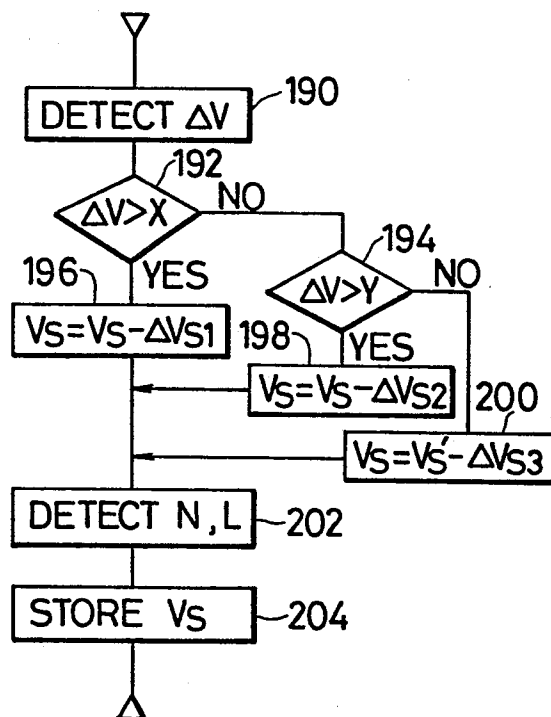 DETECT ΔV
190
192
ΔV>X
NO
194
YES
196
ΔV>Y
NO
VS=VS-ΔVS1
198
YES
VS=VS-ΔVS2
200
VS=VS'-ΔVS3
DETECT N,L
202
STORE VS
204